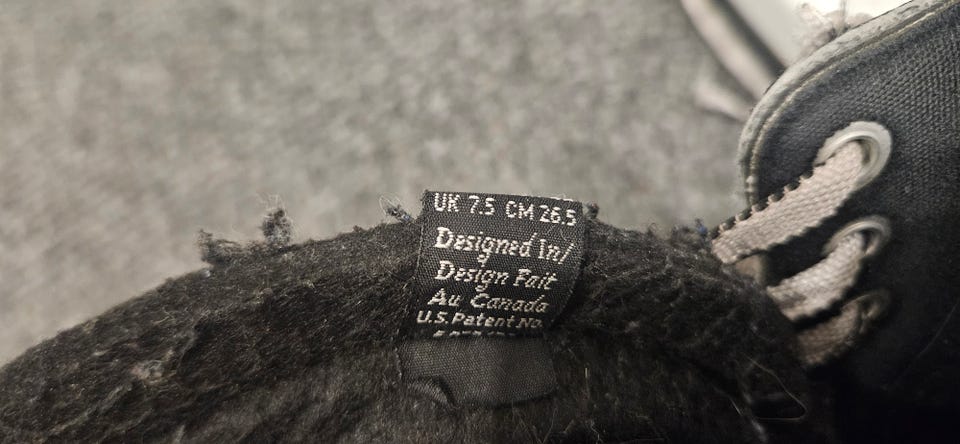 UK 7.5 CM 26.5
Designed In/
Design Fait
Au Canada
U.S. Patent No.